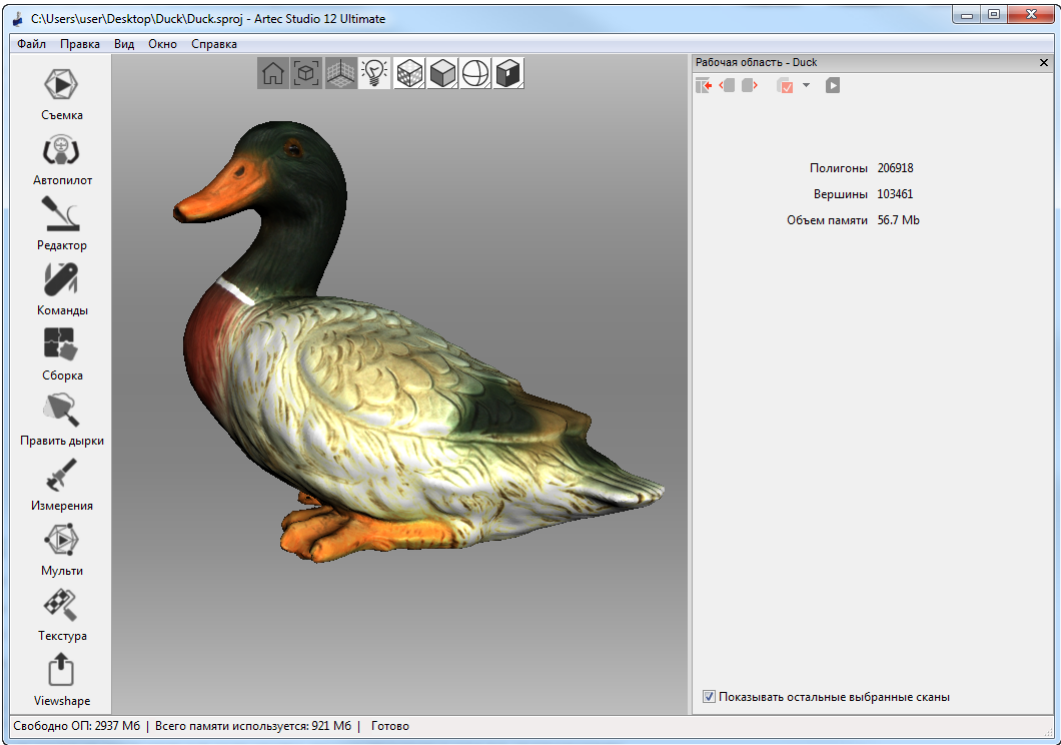 C:\Users\user\Desktop\Duck\Duck.sproj - Artec Studio 12 Ultimate
Файл Правка Вид Окно Справка
Съемка
Автопилот
Редактор
Команды
Сборка
Править дырки
Измерения
Мульти
Текстура
Viewshape
Рабочая область - Duck
Полигоны 206918
Вершины 103461
Объем памяти 56.7 Mb
Показывать остальные выбранные сканы
Свободно ОП: 2937 Мб | Всего памяти используется: 921 Мб | Готово